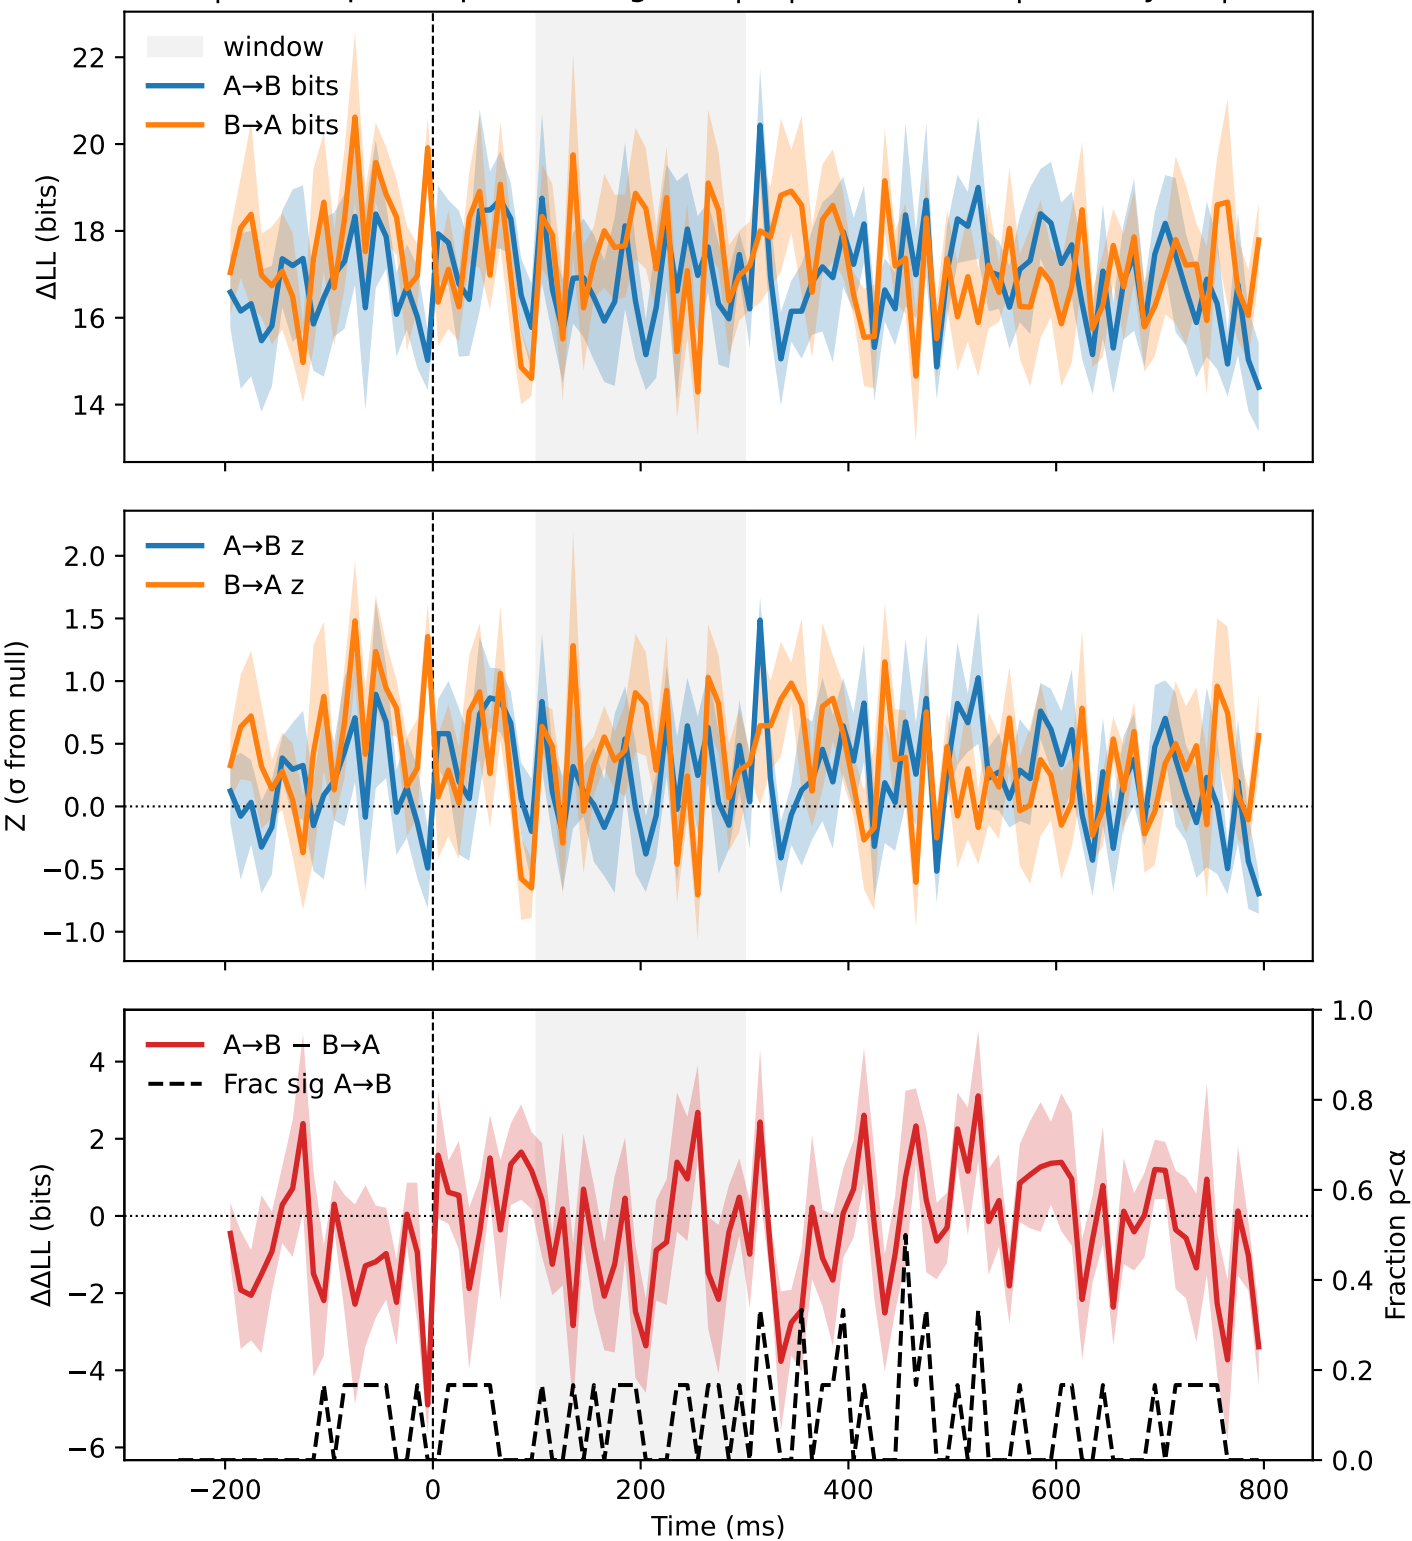 window
A→B bits
B→A bits
22
20
18
16
14
ΔLL (bits)
A→B z
B→A z
2.0
1.5
1.0
0.5
0.0
−0.5
−1.0
Z (σ from null)
A→B − B→A
Frac sig A→B
4
2
0
−2
−4
−6
ΔΔLL (bits)
1.0
0.8
0.6
0.4
0.2
0.0
Fraction p<α
−200 0 200 400 600 800
Time (ms)